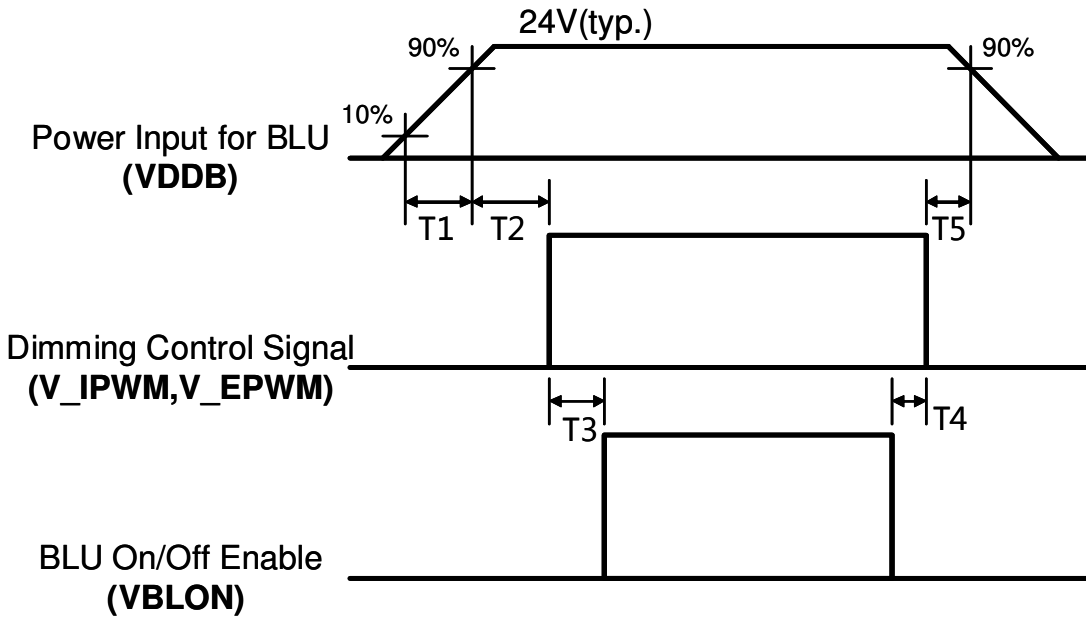 24V(typ.)
90%
90%
10%
Power Input for BLU
(VDDB)
T1
T2
T5
Dimming Control Signal
(V_IPWM,V_EPWM)
T3
T4
BLU On/Off Enable
(VBLON)